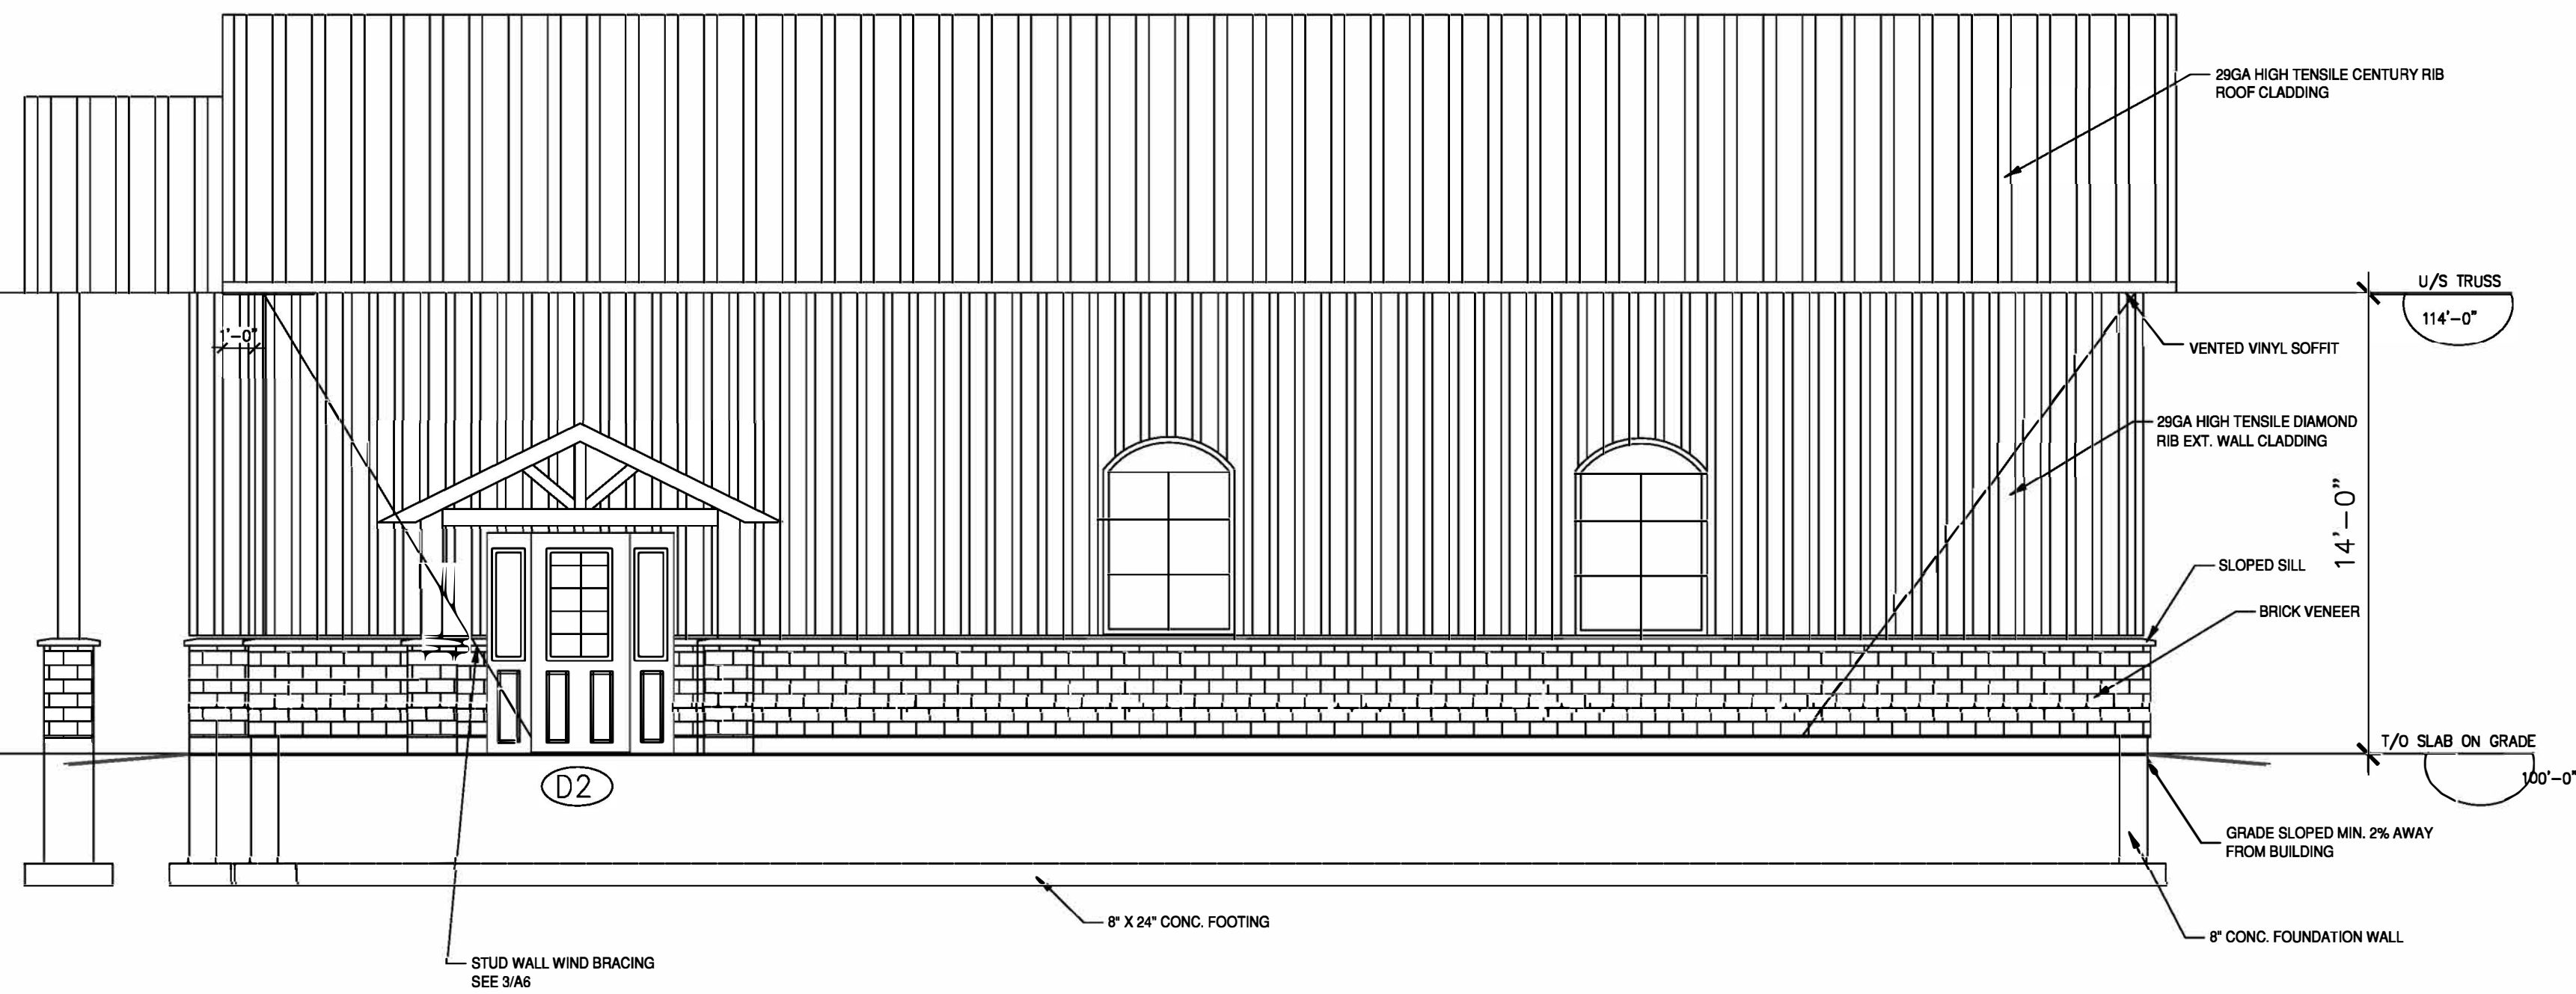 29GA HIGH TENSILE CENTURY RIB
ROOF CLADDING
U/S TRUSS
114'-0"
1'-0"
VENTED VINYL SOFFIT
29GA HIGH TENSILE DIAMOND
RIB EXT. WALL CLADDING
14'-0"
SLOPED SILL
BRICK VENEER
T/O SLAB ON GRADE
100'-0"
D2
GRADE SLOPED MIN. 2% AWAY
FROM BUILDING
8" X 24" CONC. FOOTING
8" CONC. FOUNDATION WALL
STUD WALL WIND BRACING
SEE 3/A6